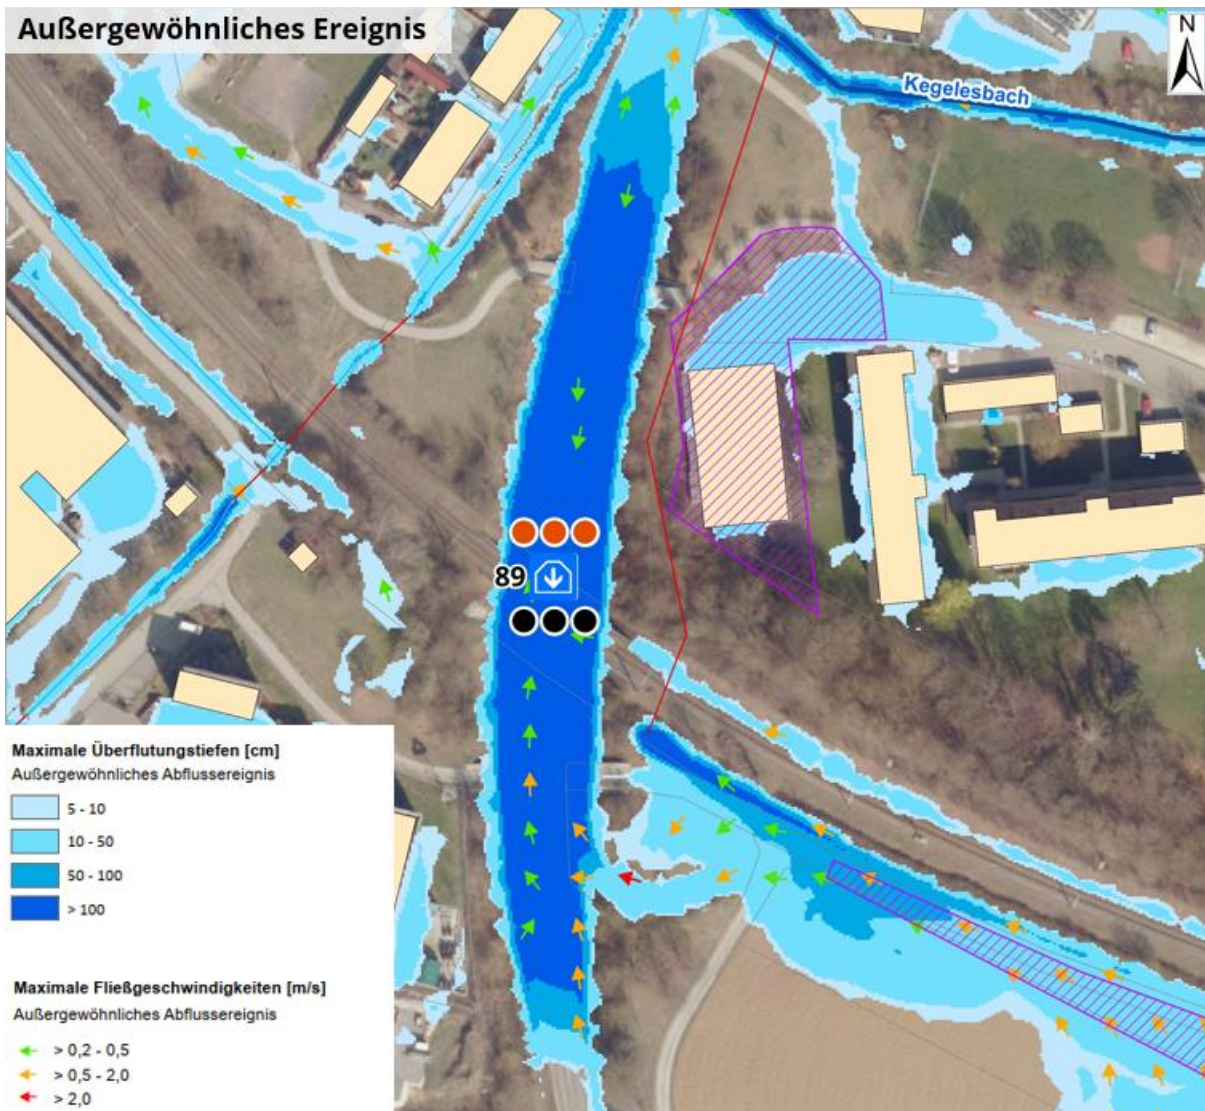 Außergewöhnliches Ereignis
N
Kegelesbach
89
Maximale Überflutungstiefen [cm]
Außergewöhnliches Abflussereignis
5 - 10
10 - 50
50 - 100
> 100
Maximale Fließgeschwindigkeiten [m/s]
Außergewöhnliches Abflussereignis
> 0,2 - 0,5
> 0,5 - 2,0
> 2,0